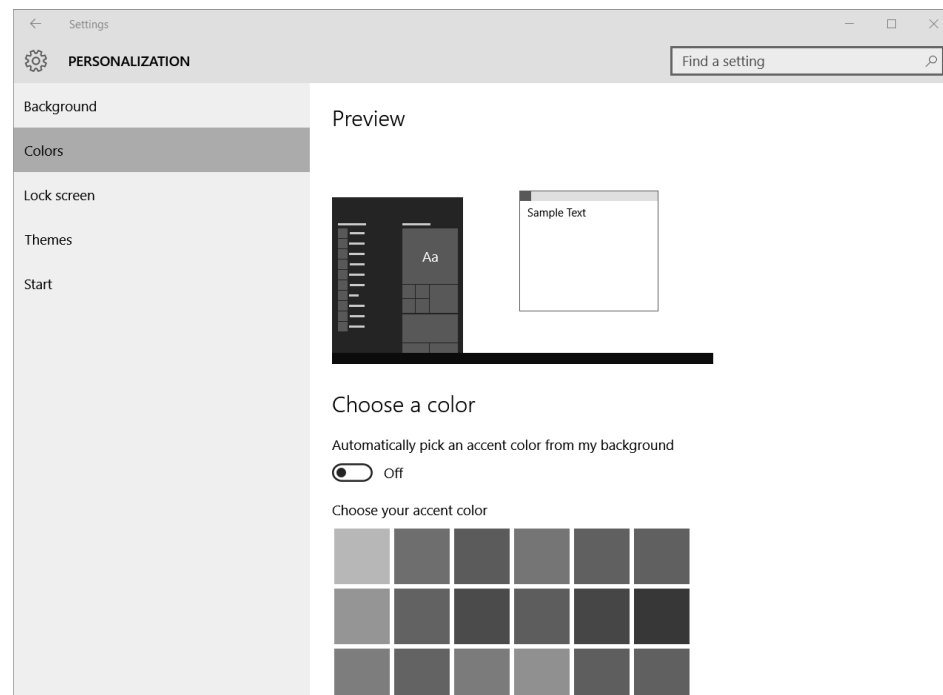 Settings
PERSONALIZATION
Find a setting
Background
Colors
Lock screen
Themes
Start
Preview
Aa
Sample Text
Choose a color
Automatically pick an accent color from my background
Off
Choose your accent color